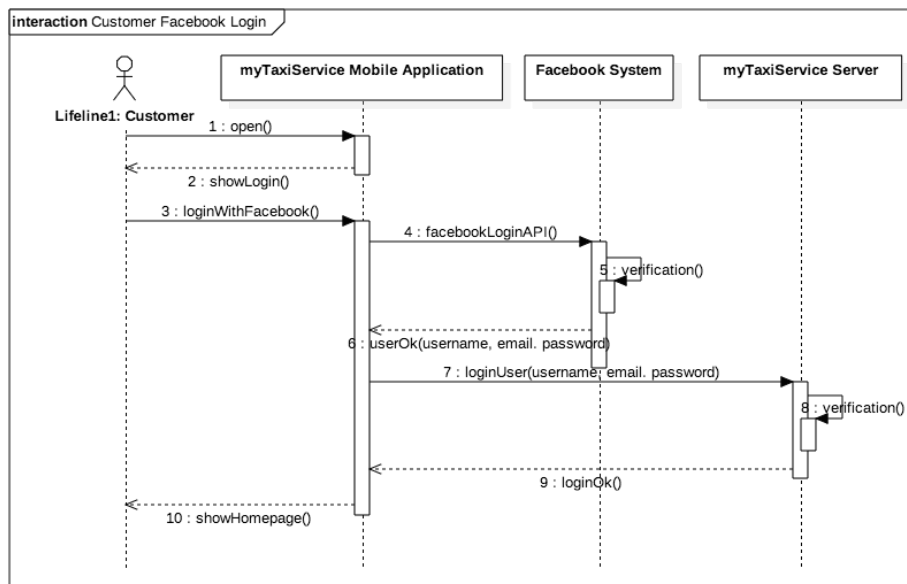 interaction Customer Facebook Login
myTaxiService Mobile Application
Facebook System
myTaxiService Server
Lifeline1: Customer
1 : open()
2 : showLogin()
3 : loginWithFacebook()
4 : facebookLoginAPI()
5 : verification()
6 : userOk(username, email. password)
7 : loginUser(username, email. password)
8 : verification()
9 : loginOk()
10 : showHomepage()